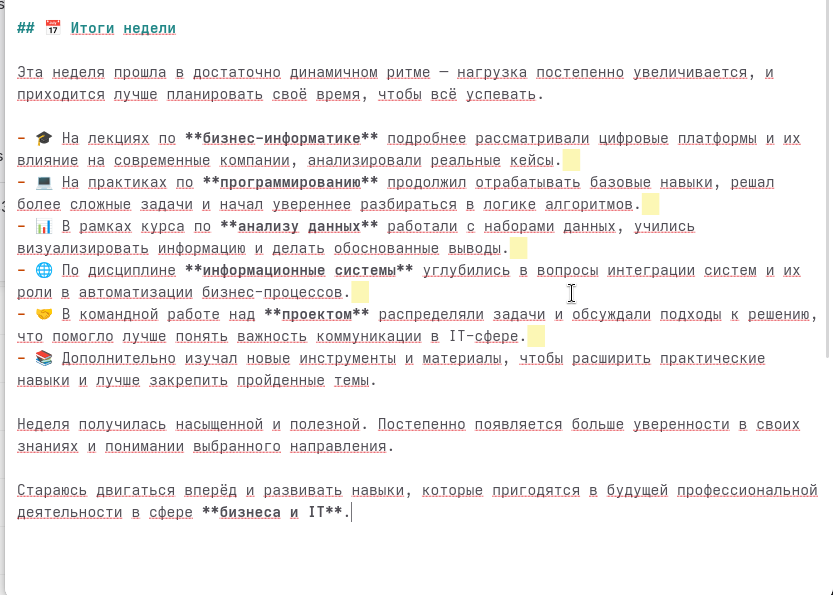 ## 📅 Итоги недели
Эта неделя прошла в достаточно динамичном ритме — нагрузка постепенно увеличивается, и
приходится лучше планировать своё время, чтобы всё успевать.
- 🎓 На лекциях по **бизнес-информатике** подробнее рассматривали цифровые платформы и их
влияние на современные компании, анализировали реальные кейсы.
- 💻 На практиках по **программированию** продолжил отрабатывать базовые навыки, решал
более сложные задачи и начал увереннее разбираться в логике алгоритмов.
- 📊 В рамках курса по **анализу данных** работали с наборами данных, учились
визуализировать информацию и делать обоснованные выводы.
- 🌐 По дисциплине **информационные системы** углубились в вопросы интеграции систем и их
роли в автоматизации бизнес-процессов.
- 🤝 В командной работе над **проектом** распределяли задачи и обсуждали подходы к решению,
что помогло лучше понять важность коммуникации в IT-сфере.
- 📚 Дополнительно изучал новые инструменты и материалы, чтобы расширить практические
навыки и лучше закрепить пройденные темы.
Неделя получилась насыщенной и полезной. Постепенно появляется больше уверенности в своих
знаниях и понимании выбранного направления.
Стараюсь двигаться вперёд и развивать навыки, которые пригодятся в будущей профессиональной
деятельности в сфере **бизнеса и IT**.